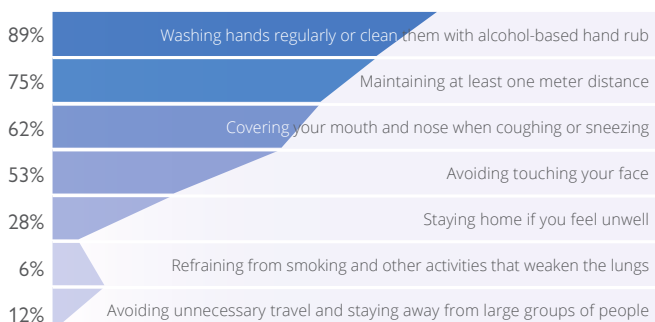 89% Washing hands regularly or clean them with alcohol-based hand rub
75% Maintaining at least one meter distance
62% Covering your mouth and nose when coughing or sneezing
53% Avoiding touching your face
28% Staying home if you feel unwell
6% Refraining from smoking and other activities that weaken the lungs
12% Avoiding unnecessary travel and staying away from large groups of people